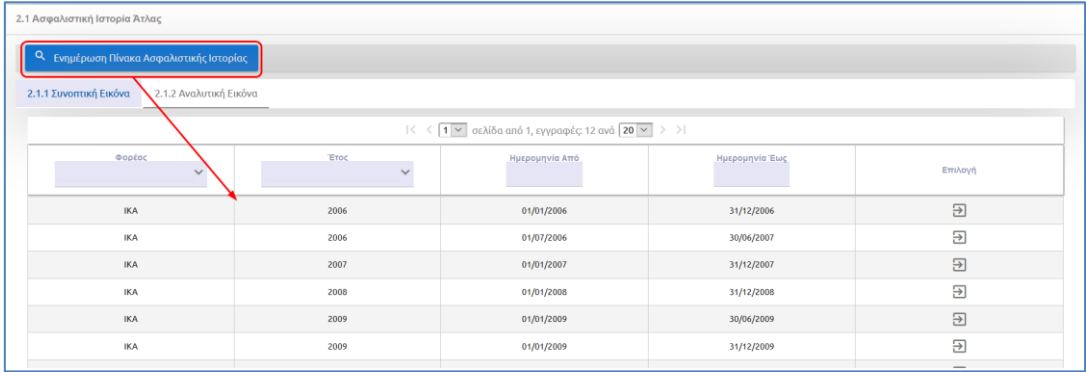 2.1 Ασφαλιστική Ιστορία Άτλας
Ενημέρωση Πίνακα Ασφαλιστικής Ιστορίας
2.1.1 Συνοπτική Εικόνα 2.1.2 Αναλυτική Εικόνα
|< < 1 σελίδα από 1, εγγραφές: 12 ανά 20 > >|
Φορέας Έτος Ημερομηνία Από Ημερομηνία Έως Επιλογή
ΙΚΑ 2006 01/01/2006 31/12/2006
ΙΚΑ 2006 01/07/2006 30/06/2007
ΙΚΑ 2007 01/01/2007 31/12/2007
ΙΚΑ 2008 01/01/2008 31/12/2008
ΙΚΑ 2009 01/01/2009 30/06/2009
ΙΚΑ 2009 01/01/2009 31/12/2009